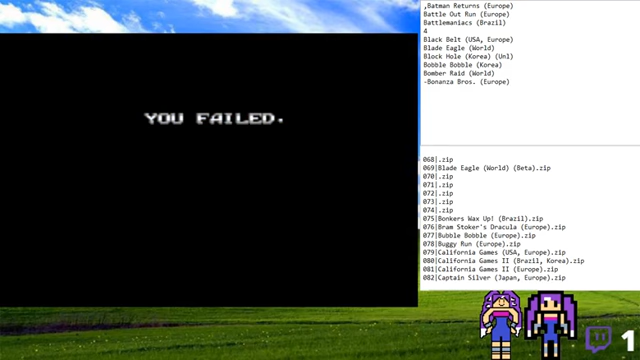 YOU FAILED.
,Batman Returns (Europe)
Battle Out Run (Europe)
Battlemaniacs (Brazil)
4
Black Belt (USA, Europe)
Blade Eagle (World)
Block Hole (Korea) (Unl)
Bobble Bobble (Korea)
Bomber Raid (World)
-Bonanza Bros. (Europe)
068|.zip
069|Blade Eagle (World) (Beta).zip
070|.zip
071|.zip
072|.zip
073|.zip
074|.zip
075|Bonkers Wax Up! (Brazil).zip
076|Bram Stoker's Dracula (Europe).zip
077|Bubble Bobble (Europe).zip
078|Buggy Run (Europe).zip
079|California Games (USA, Europe).zip
080|California Games II (Brazil, Korea).zip
081|California Games II (Europe).zip
082|Captain Silver (Japan, Europe).zip
1